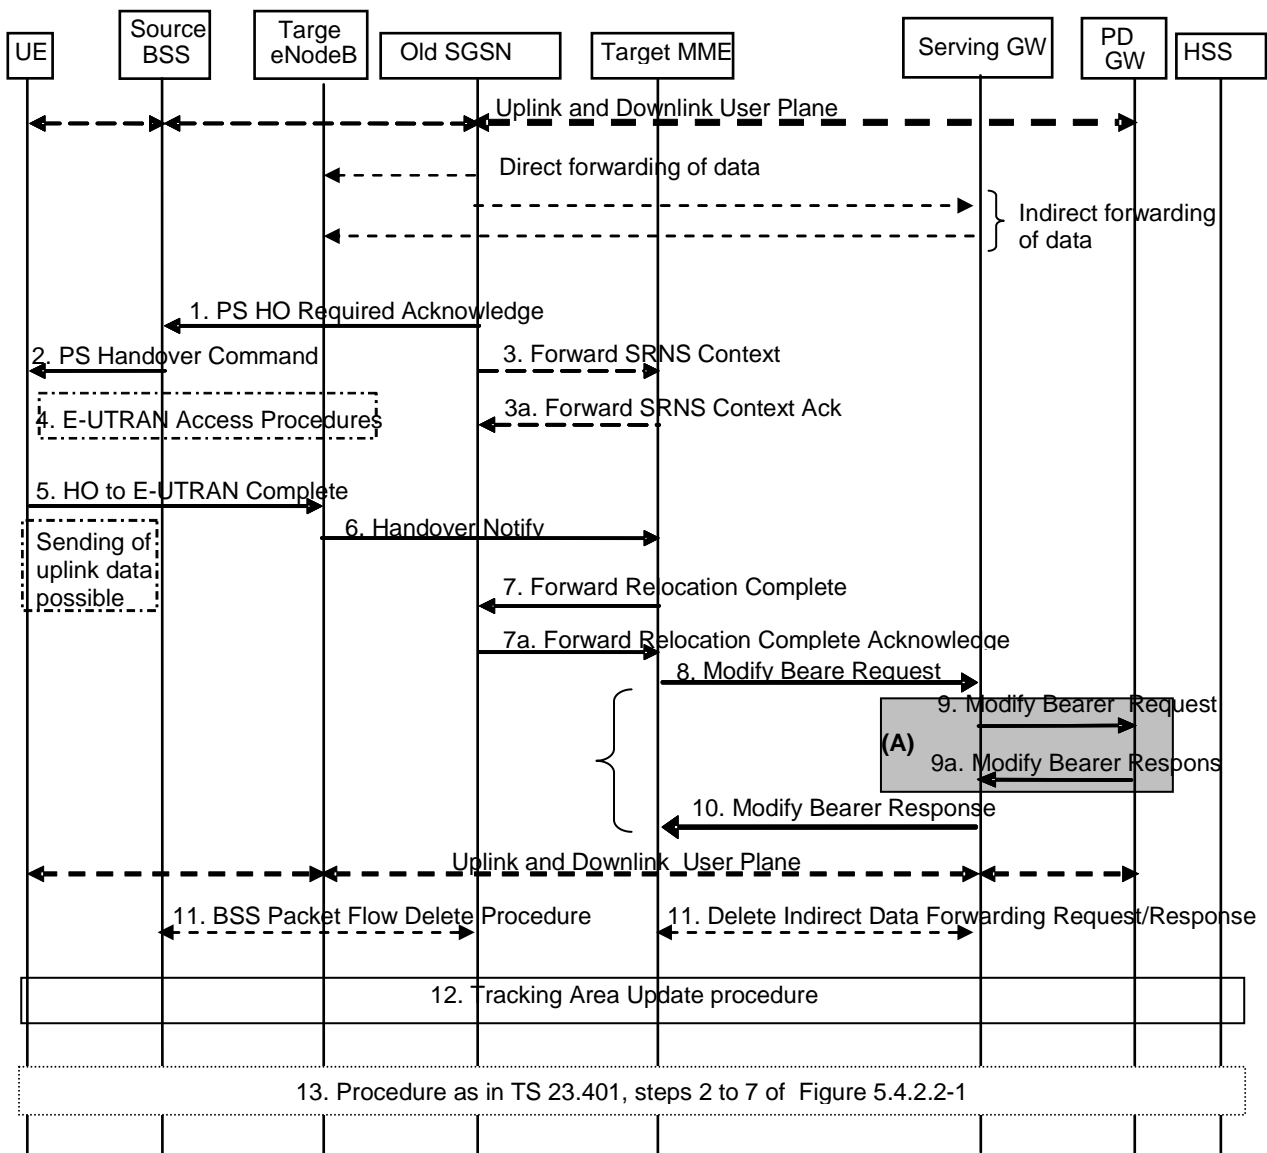 UE
Source
BSS
Targe
eNodeB
Old SGSN
Target MME
Serving GW
PD
GW
HSS
Uplink and Downlink User Plane
Direct forwarding of data
Indirect forwarding
of data
1. PS HO Required Acknowledge
2. PS Handover Command
3. Forward SRNS Context
4. E-UTRAN Access Procedures
3a. Forward SRNS Context Ack
5. HO to E-UTRAN Complete
6. Handover Notify
Sending of
uplink data
possible
7. Forward Relocation Complete
7a. Forward Relocation Complete Acknowledge
8. Modify Beare Request
9. Modify Bearer Request
(A)
9a. Modify Bearer Respons
10. Modify Bearer Response
Uplink and Downlink User Plane
11. BSS Packet Flow Delete Procedure
11. Delete Indirect Data Forwarding Request/Response
12. Tracking Area Update procedure
13. Procedure as in TS 23.401, steps 2 to 7 of Figure 5.4.2.2-1